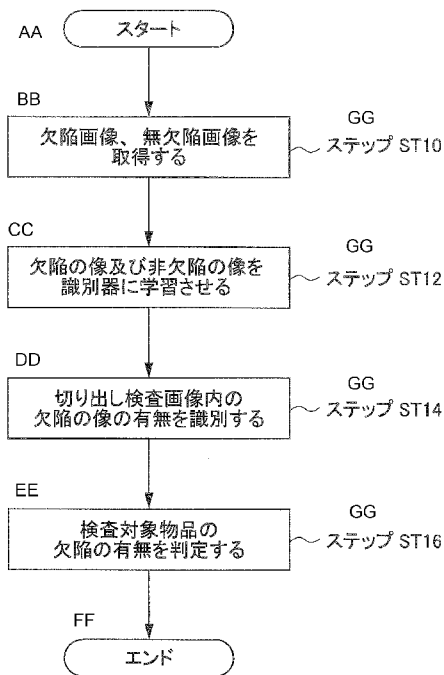 AA
スタート
BB
欠陥画像、無欠陥画像を
取得する
GG
ステップ ST10
CC
欠陥の像及び非欠陥の像を
識別器に学習させる
GG
ステップ ST12
DD
切り出し検査画像内の
欠陥の像の有無を識別する
GG
ステップ ST14
EE
検査対象物品の
欠陥の有無を判定する
GG
ステップ ST16
FF
エンド